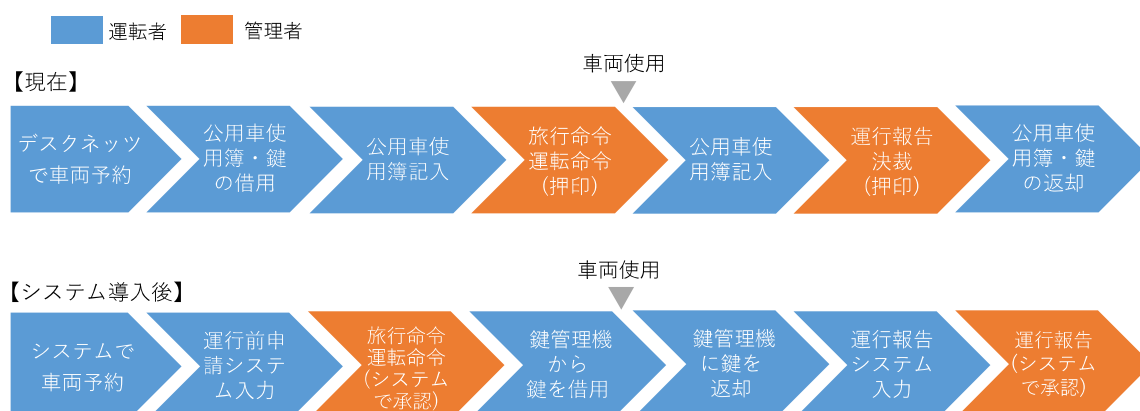 運転者
管理者
車両使用
【現在】
デスクネッツ
で車両予約
公用車使
用簿・鍵
の借用
公用車使
用簿記入
旅行命令
運転命令
(押印)
公用車使
用簿記入
運行報告
決裁
(押印)
公用車使
用簿・鍵
の返却
車両使用
【システム導入後】
システムで
車両予約
運行前申
請システ
ム入力
旅行命令
運転命令
(システム
で承認)
鍵管理機
から
鍵を借用
鍵管理機
に鍵を
返却
運行報告
システム
入力
運行報告
(システム
で承認)